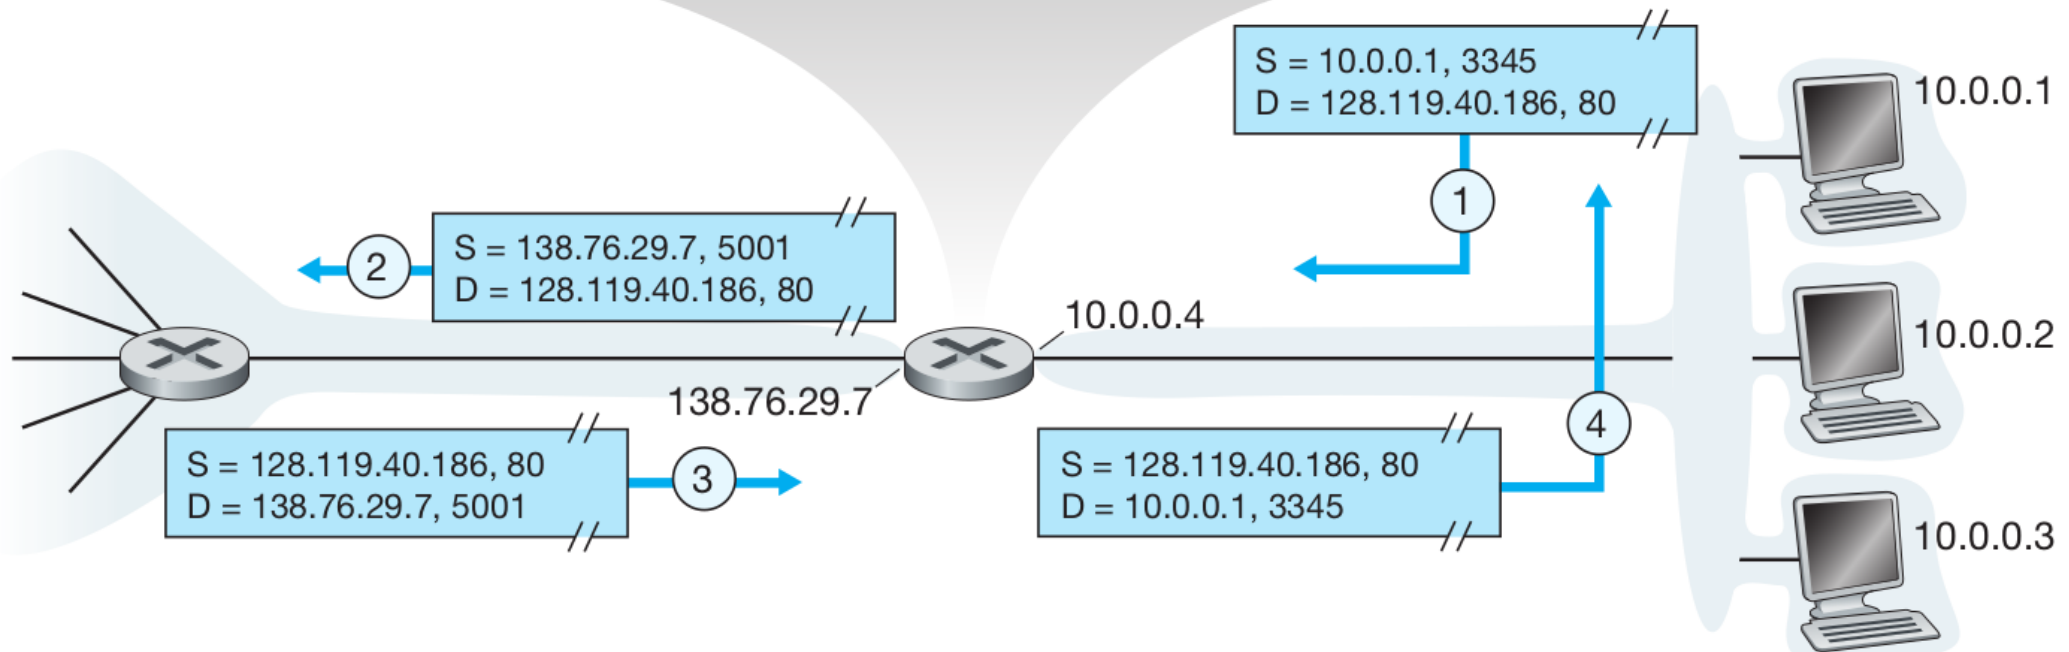 S = 10.0.0.1, 3345
D = 128.119.40.186, 80
10.0.0.1
1
S = 138.76.29.7, 5001
D = 128.119.40.186, 80
2
10.0.0.4
10.0.0.2
138.76.29.7
4
S = 128.119.40.186, 80
D = 138.76.29.7, 5001
3
S = 128.119.40.186, 80
D = 10.0.0.1, 3345
10.0.0.3